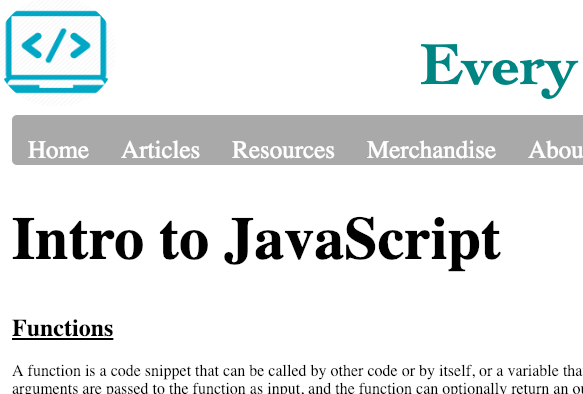 </>
Every
Home Articles Resources Merchandise Abou
Intro to JavaScript
Functions
A function is a code snippet that can be called by other code or by itself, or a variable tha
arguments are passed to the function as input, and the function can optionally return an ou